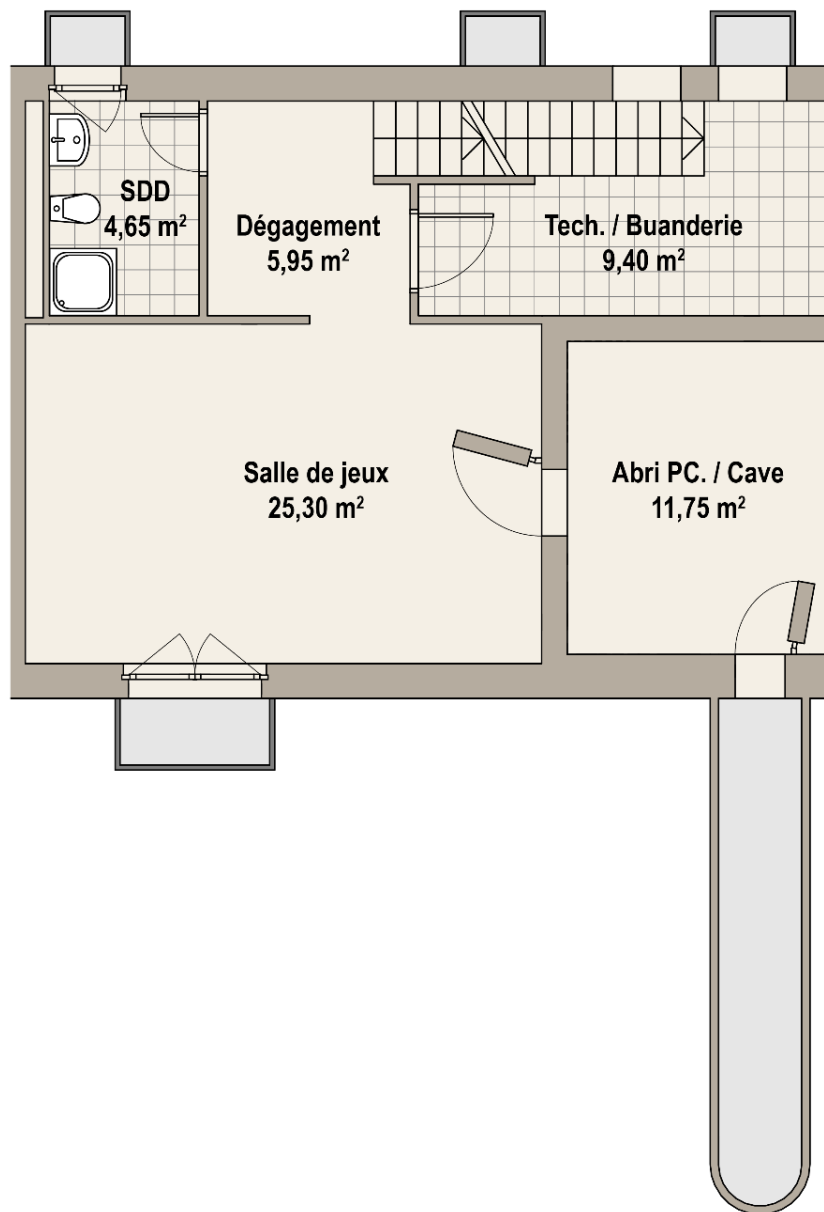 SDD
4,65 m²
Dégagement
5,95 m²
Tech. / Buanderie
9,40 m²
Salle de jeux
25,30 m²
Abri PC. / Cave
11,75 m²